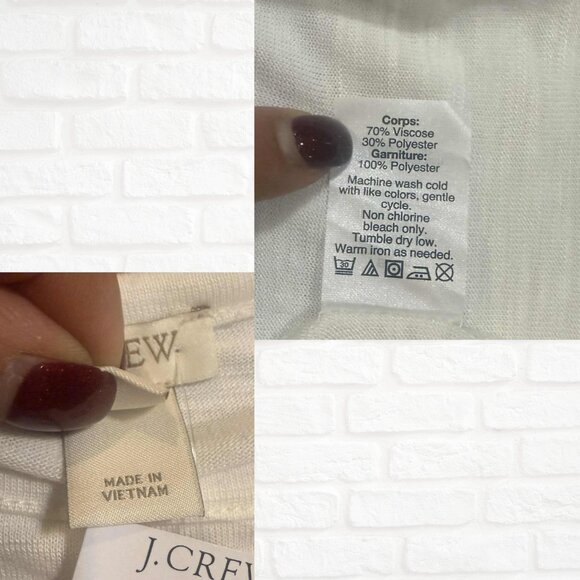 Corps:
70% Viscose
30% Polyester
Garniture:
100% Polyester
Machine wash cold
with like colors, gentle
cycle.
Non chlorine
bleach only.
Tumble dry low.
Warm iron as needed.
30
EW.
MADE IN
VIETNAM
J.CREW